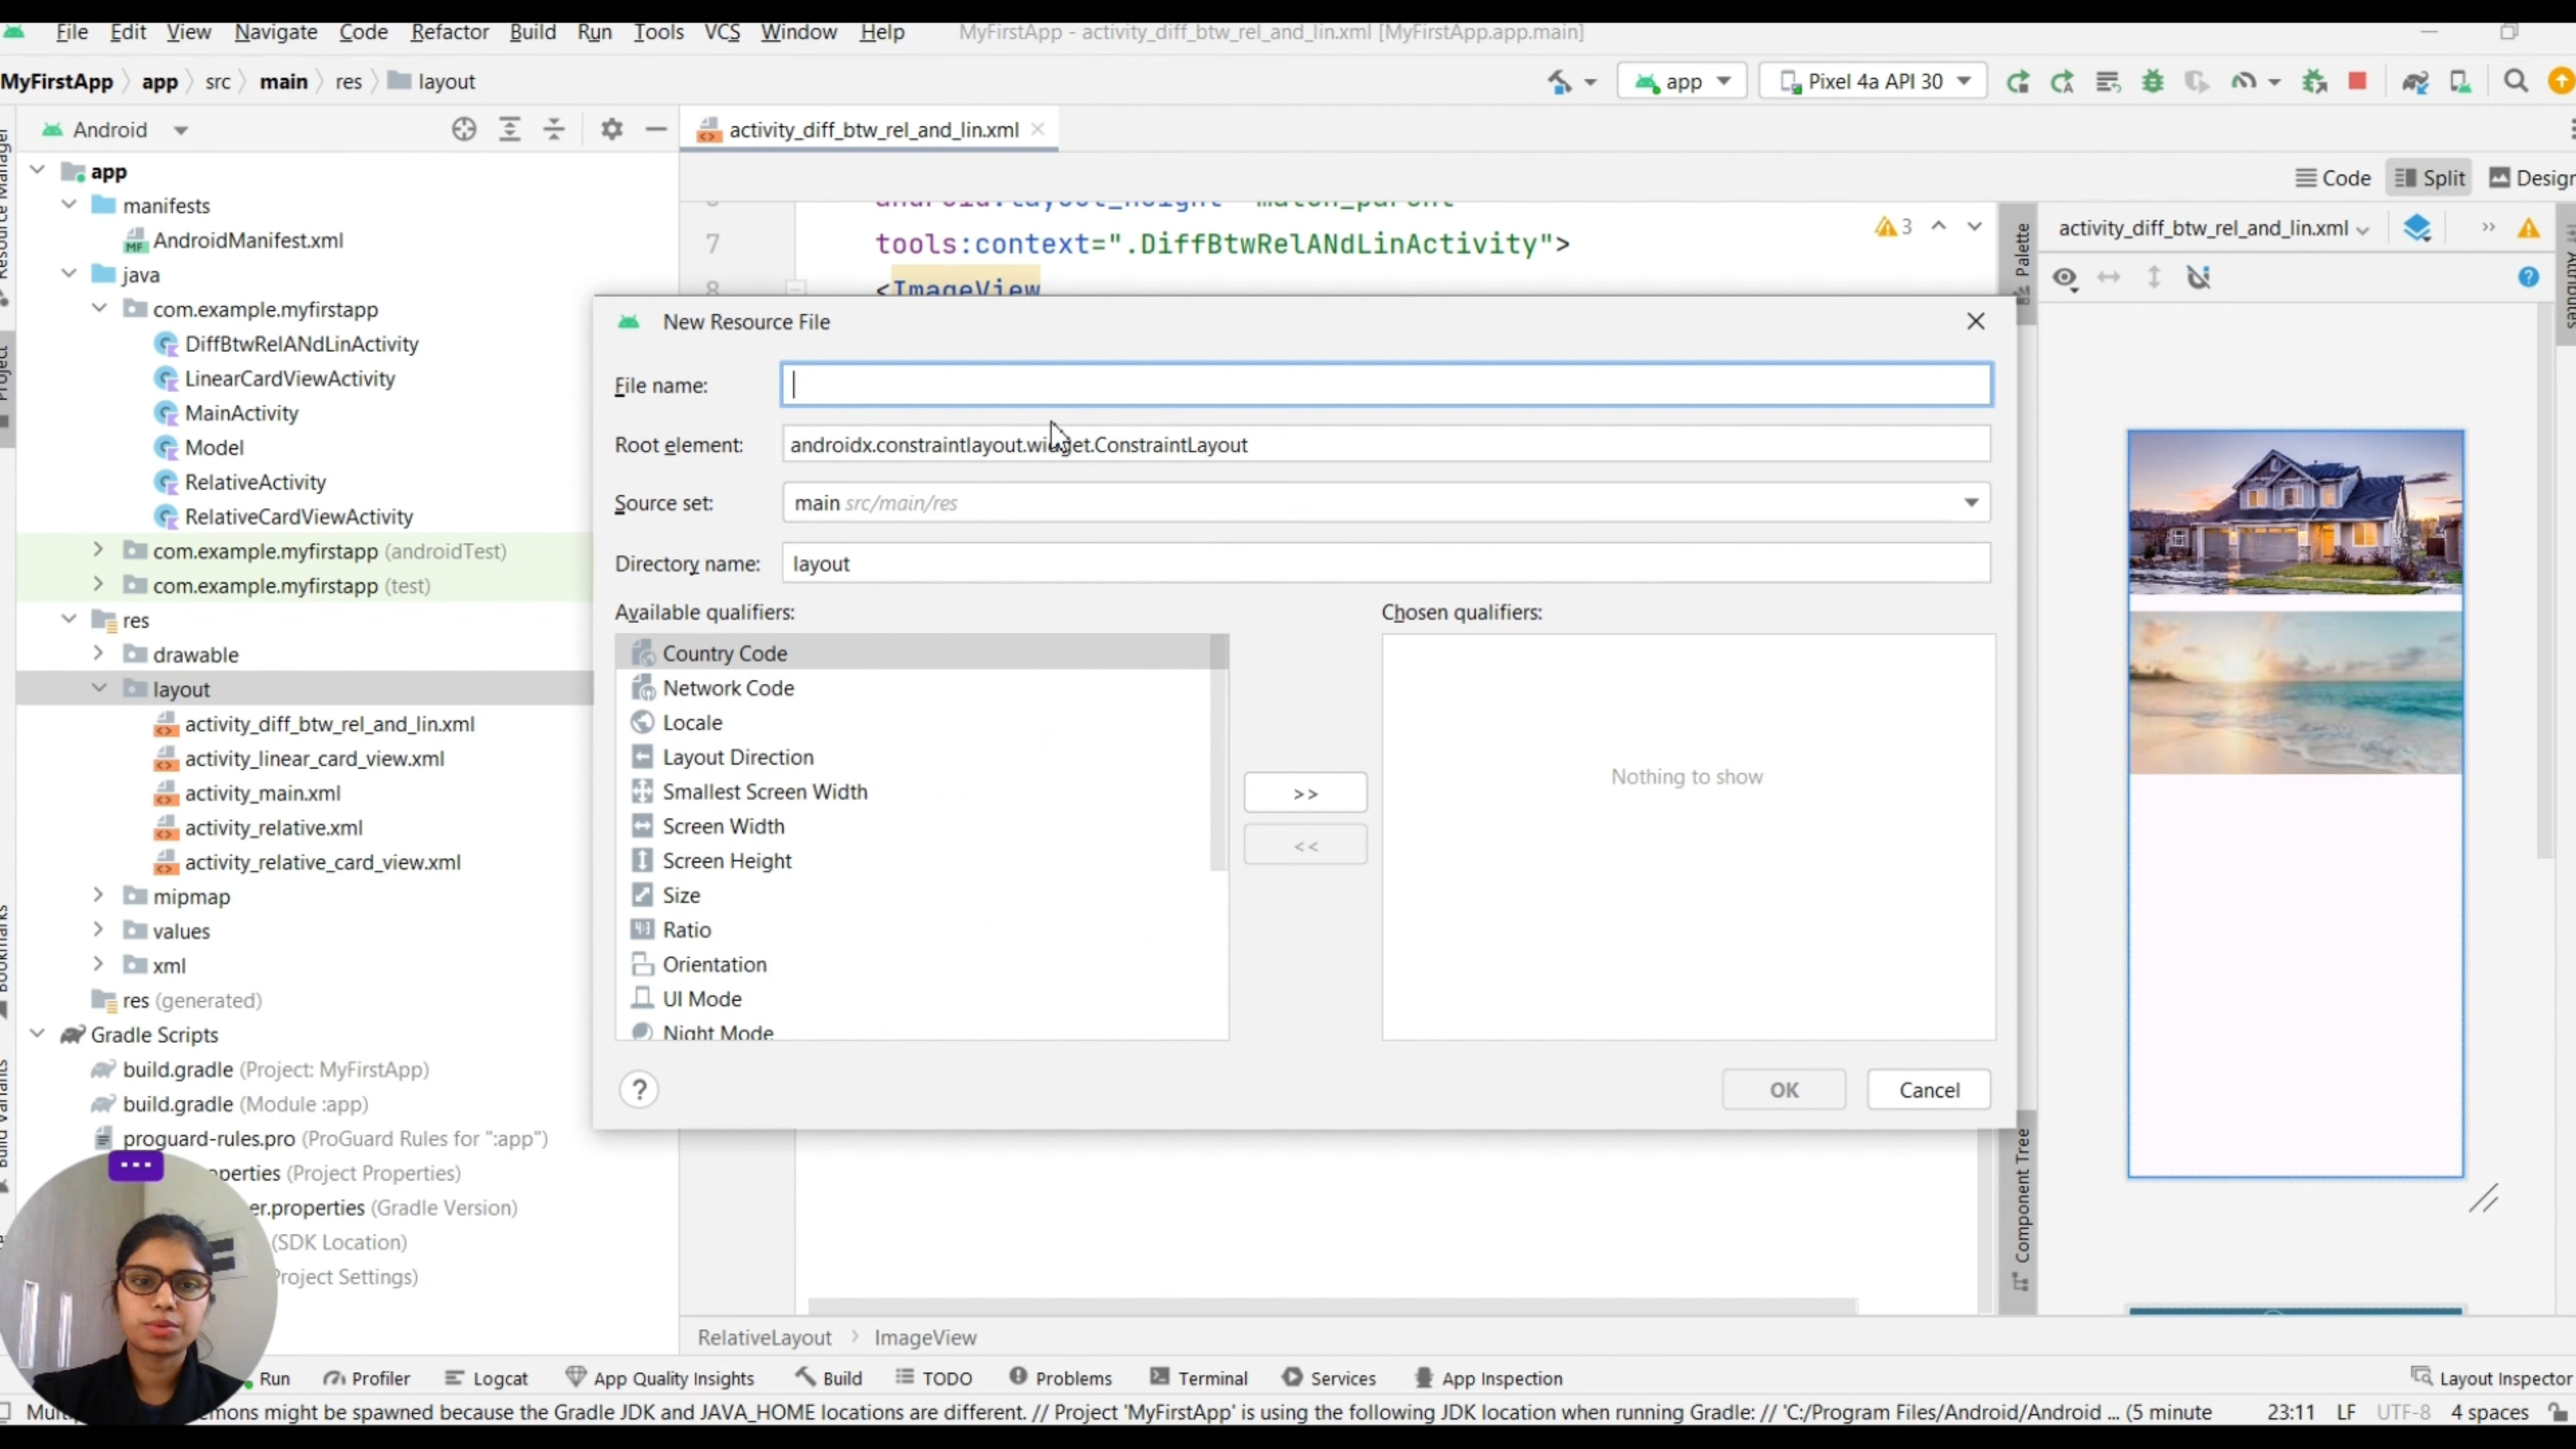 File Edit View Navigate Code Refactor Build Run Tools VCS Window Help MyFirstApp - activity_diff_btw_rel_and_lin.xml [MyFirstApp.app.main]
MyFirstApp app src main res layout app Pixel 4a API 30
Android activity_diff_btw_rel_and_lin.xml
Code Split Design
Resource Manager
Project
Bookmarks
Build Variants
app
manifests
AndroidManifest.xml
java
com.example.myfirstapp
DiffBtwRelANdLinActivity
LinearCardViewActivity
MainActivity
Model
RelativeActivity
RelativeCardViewActivity
com.example.myfirstapp (androidTest)
com.example.myfirstapp (test)
res
drawable
layout
activity_diff_btw_rel_and_lin.xml
activity_linear_card_view.xml
activity_main.xml
activity_relative.xml
activity_relative_card_view.xml
mipmap
values
xml
res (generated)
Gradle Scripts
build.gradle (Project: MyFirstApp)
build.gradle (Module :app)
proguard-rules.pro (ProGuard Rules for ":app")
(Project Properties)
(Gradle Version)
(SDK Location)
Project Settings)
7 tools:context=".DiffBtwRelANdLinActivity">
8 <ImageView
3
Palette
activity_diff_btw_rel_and_lin.xml
Attributes
Component Tree
New Resource File
File name:
Root element: androidx.constraintlayout.widget.ConstraintLayout
Source set: main src/main/res
Directory name: layout
Available qualifiers: Chosen qualifiers:
Country Code
Network Code
Locale
Layout Direction
Smallest Screen Width
Screen Width
Screen Height
Size
Ratio
Orientation
UI Mode
Night Mode
>>
<<
Nothing to show
? OK Cancel
RelativeLayout ImageView
Run Profiler Logcat App Quality Insights Build TODO Problems Terminal Services App Inspection Layout Inspector
might be spawned because the Gradle JDK and JAVA_HOME locations are different. // Project 'MyFirstApp' is using the following JDK location when running Gradle: // 'C:/Program Files/Android/Android ... (5 minute 23:11 LF UTF-8 4 spaces